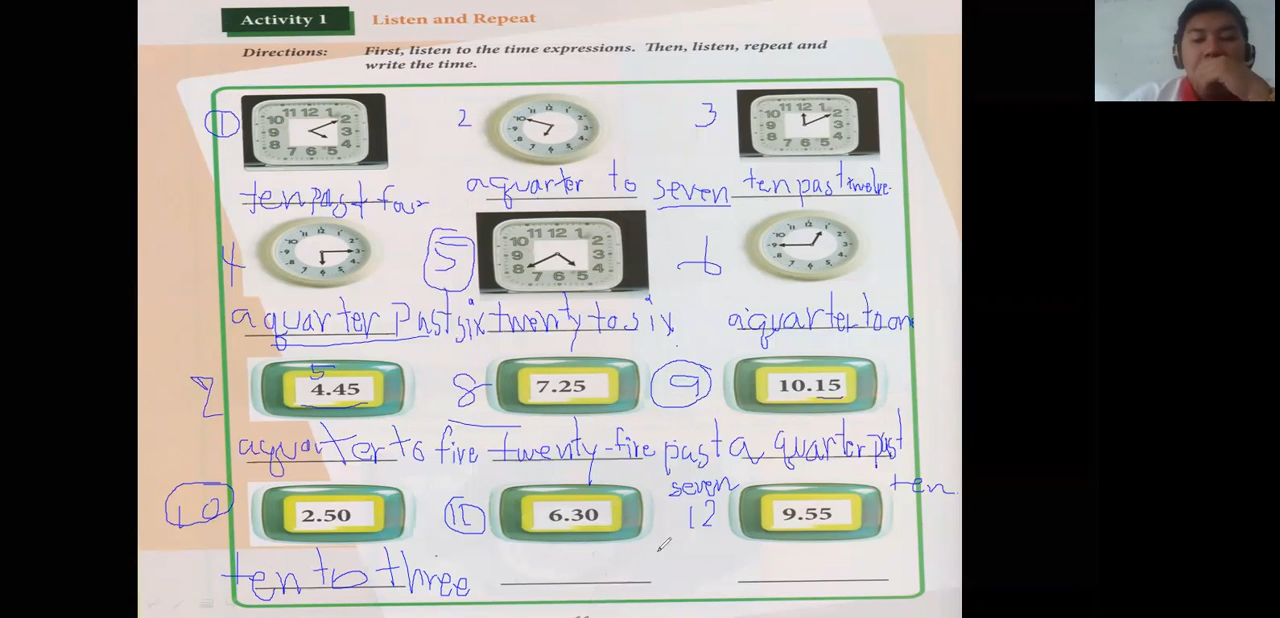 Activity 1 Listen and Repeat
Directions: First, listen to the time expressions. Then, listen, repeat and
write the time.
1 2 3
ten past four a quarter to seven ten past twelve.
4 5 6
a quarter past six twenty to six a quarter to one
5
7 4.45 8 7.25 9 10.15
a quarter to five twenty-five past a quarter past
seven ten
10 2.50 11 6.30 12 9.55
ten to three